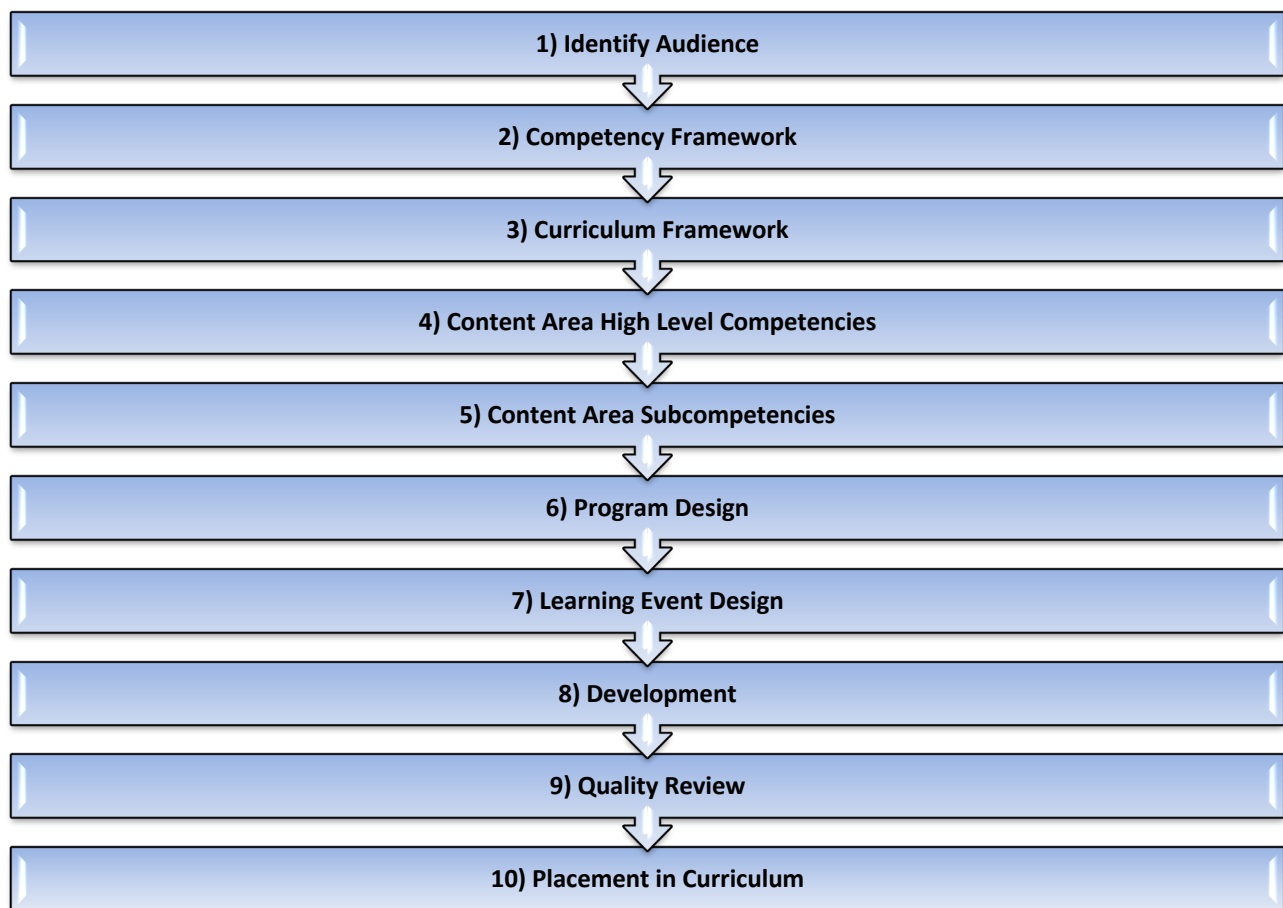 1) Identify Audience
2) Competency Framework
3) Curriculum Framework
4) Content Area High Level Competencies
5) Content Area Subcompetencies
6) Program Design
7) Learning Event Design
8) Development
9) Quality Review
10) Placement in Curriculum